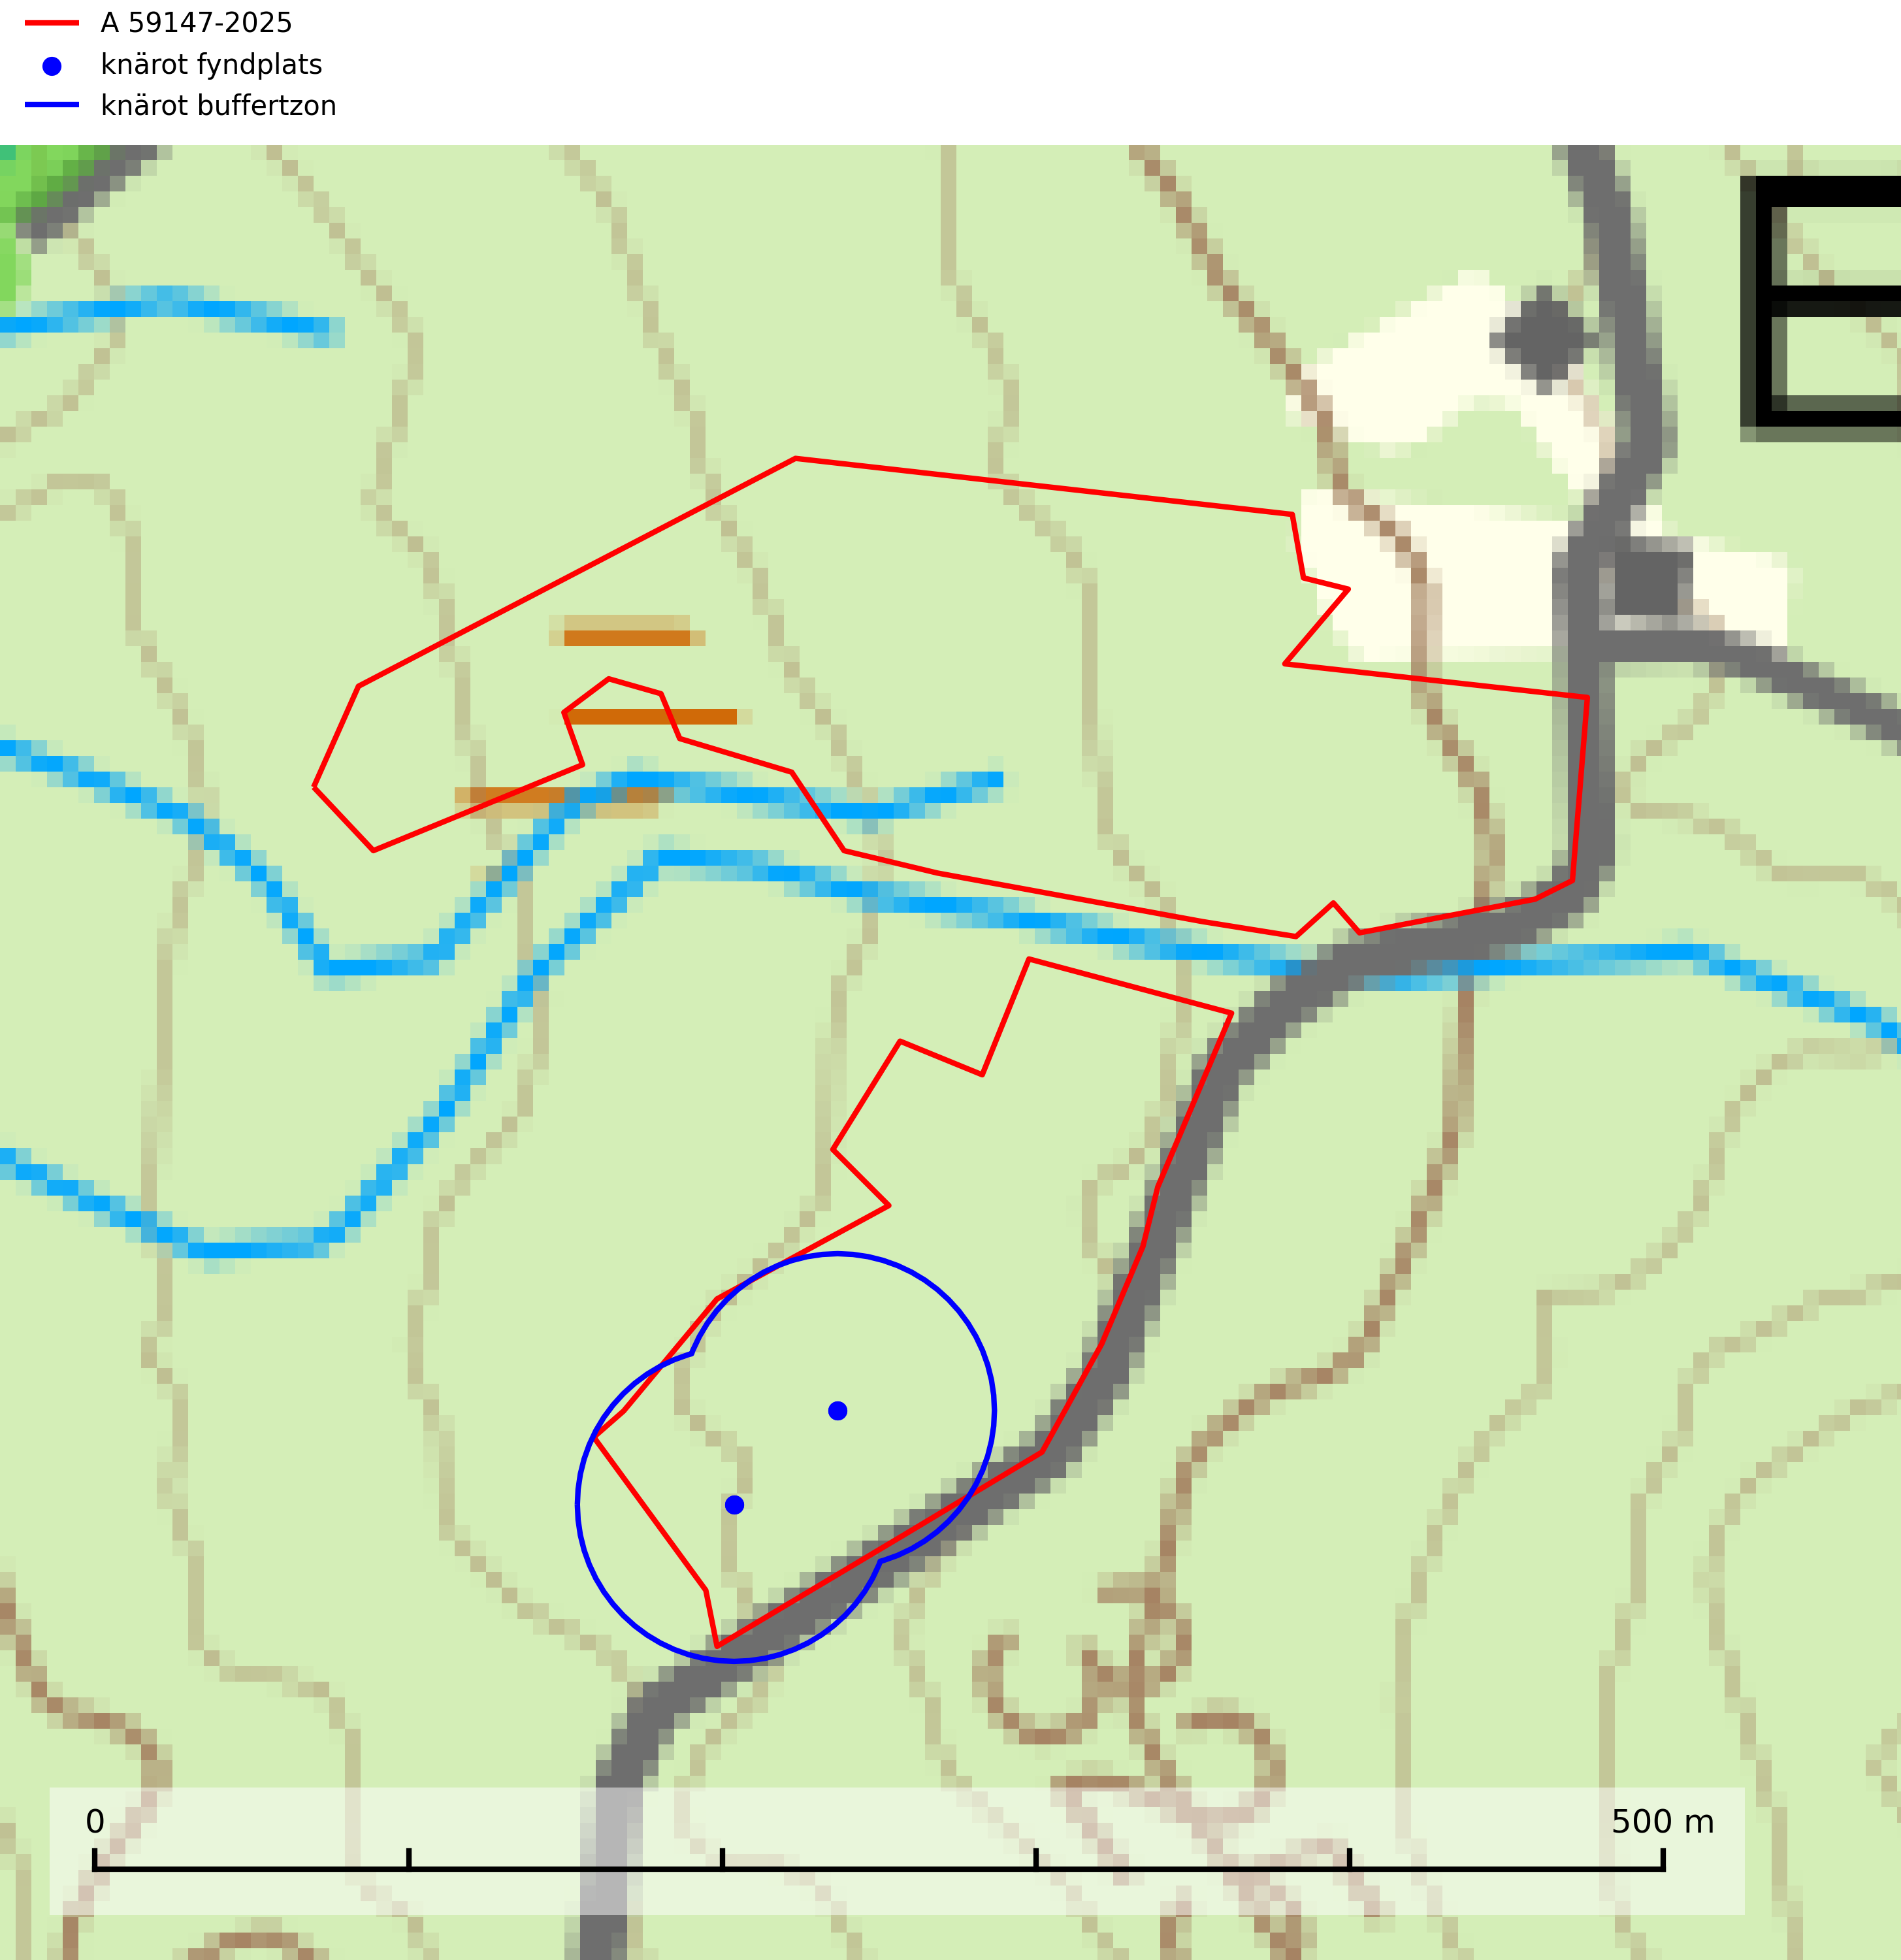 A 59147-2025
knärot fyndplats
knärot buffertzon
0
500 m